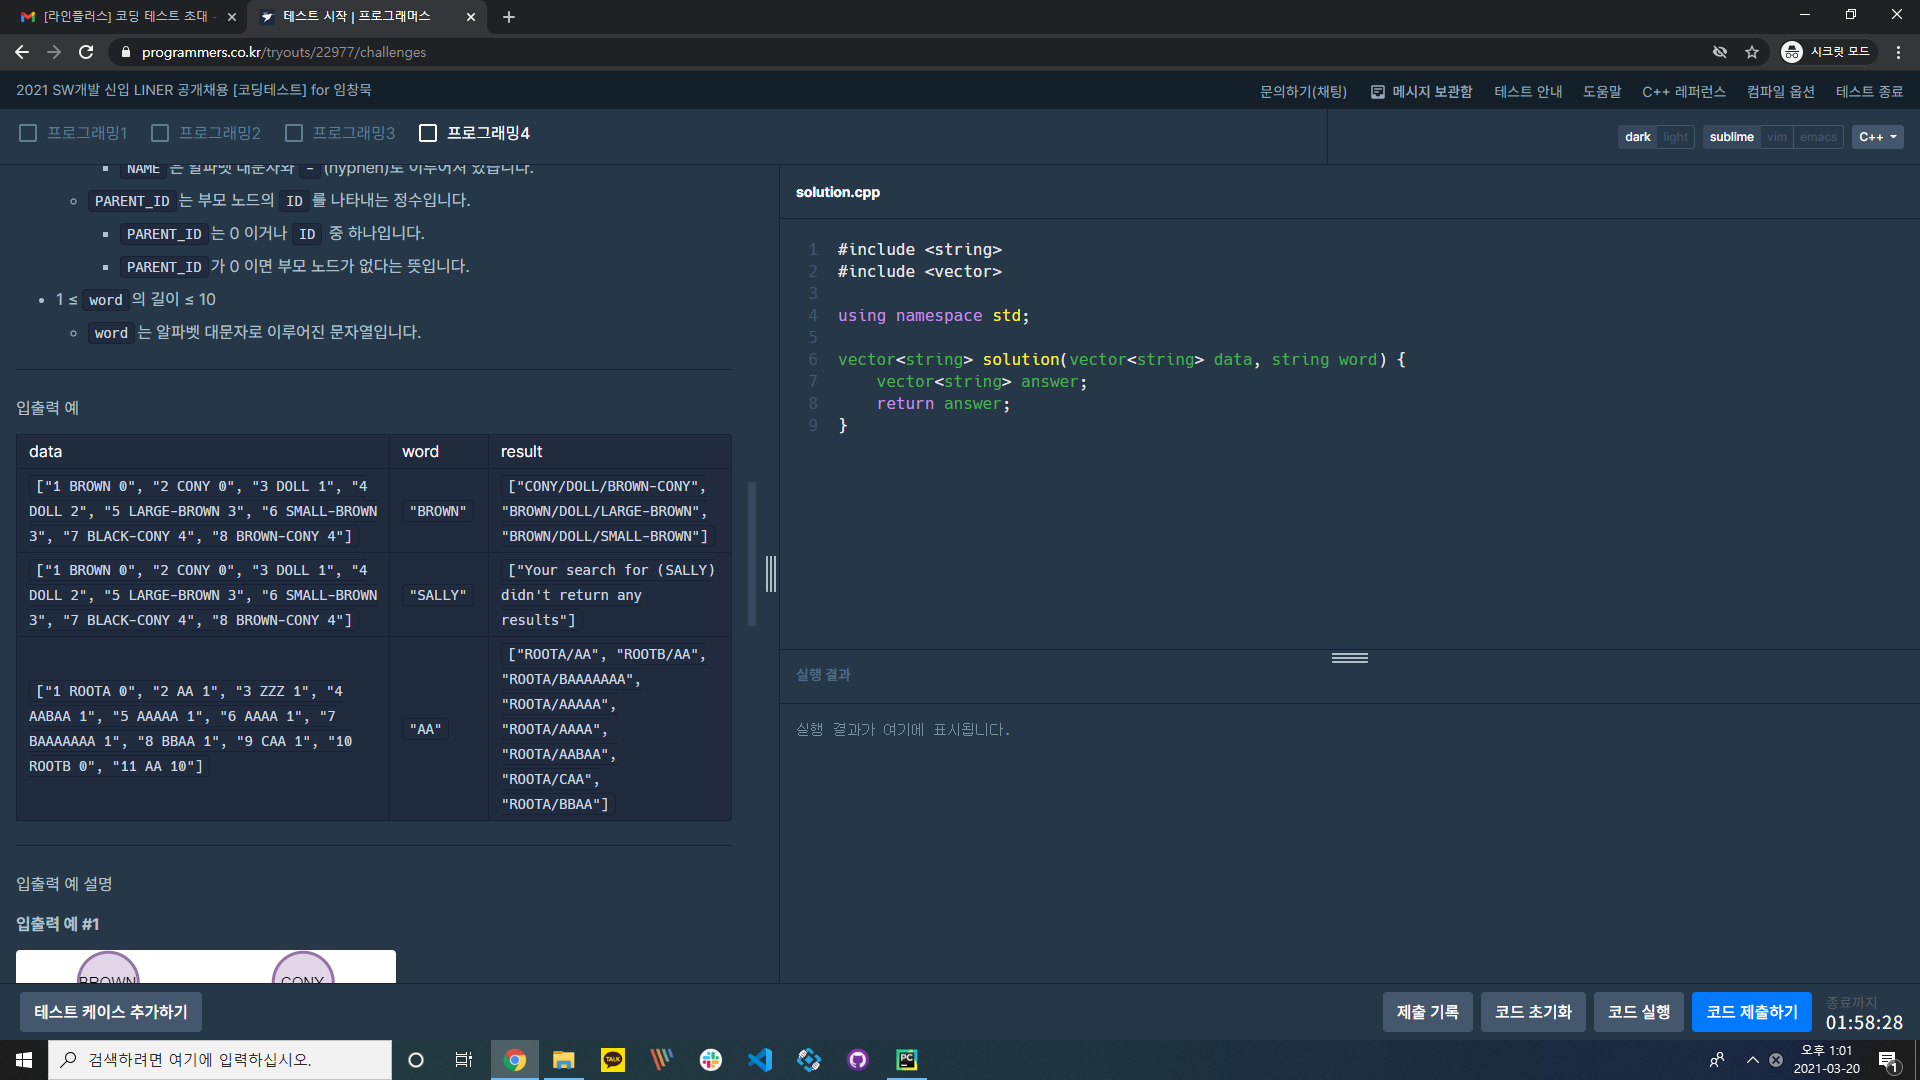 [라인플러스] 코딩 테스트 초대 -
테스트 시작 | 프로그래머스
programmers.co.kr/tryouts/22977/challenges
시크릿 모드
2021 SW개발 신입 LINER 공개채용 [코딩테스트] for 임창묵
문의하기(채팅)
메시지 보관함
테스트 안내
도움말
C++ 레퍼런스
컴파일 옵션
테스트 종료
프로그래밍1
프로그래밍2
프로그래밍3
프로그래밍4
dark light
sublime vim emacs
C++
NAME 은 알파벳 대문자와 - (hyphen)로 이루어져 있습니다.
PARENT_ID 는 부모 노드의 ID 를 나타내는 정수입니다.
PARENT_ID 는 0 이거나 ID 중 하나입니다.
PARENT_ID 가 0 이면 부모 노드가 없다는 뜻입니다.
1 ≤ word 의 길이 ≤ 10
word 는 알파벳 대문자로 이루어진 문자열입니다.
입출력 예
data word result
["1 BROWN 0", "2 CONY 0", "3 DOLL 1", "4
DOLL 2", "5 LARGE-BROWN 3", "6 SMALL-BROWN
3", "7 BLACK-CONY 4", "8 BROWN-CONY 4"]
"BROWN"
["CONY/DOLL/BROWN-CONY",
"BROWN/DOLL/LARGE-BROWN",
"BROWN/DOLL/SMALL-BROWN"]
["1 BROWN 0", "2 CONY 0", "3 DOLL 1", "4
DOLL 2", "5 LARGE-BROWN 3", "6 SMALL-BROWN
3", "7 BLACK-CONY 4", "8 BROWN-CONY 4"]
"SALLY"
["Your search for (SALLY)
didn't return any
results"]
["1 ROOTA 0", "2 AA 1", "3 ZZZ 1", "4
AABAA 1", "5 AAAAA 1", "6 AAAA 1", "7
BAAAAAAA 1", "8 BBAA 1", "9 CAA 1", "10
ROOTB 0", "11 AA 10"]
"AA"
["ROOTA/AA", "ROOTB/AA",
"ROOTA/BAAAAAAA",
"ROOTA/AAAAA",
"ROOTA/AAAA",
"ROOTA/AABAA",
"ROOTA/CAA",
"ROOTA/BBAA"]
입출력 예 설명
입출력 예 #1
BROWN
CONY
solution.cpp
1 #include <string>
2 #include <vector>
3
4 using namespace std;
5
6 vector<string> solution(vector<string> data, string word) {
7 vector<string> answer;
8 return answer;
9 }
실행 결과
실행 결과가 여기에 표시됩니다.
테스트 케이스 추가하기
제출 기록
코드 초기화
코드 실행
코드 제출하기
종료까지
01:58:28
검색하려면 여기에 입력하십시오.
TALK
PC
오후 1:01
2021-03-20
1